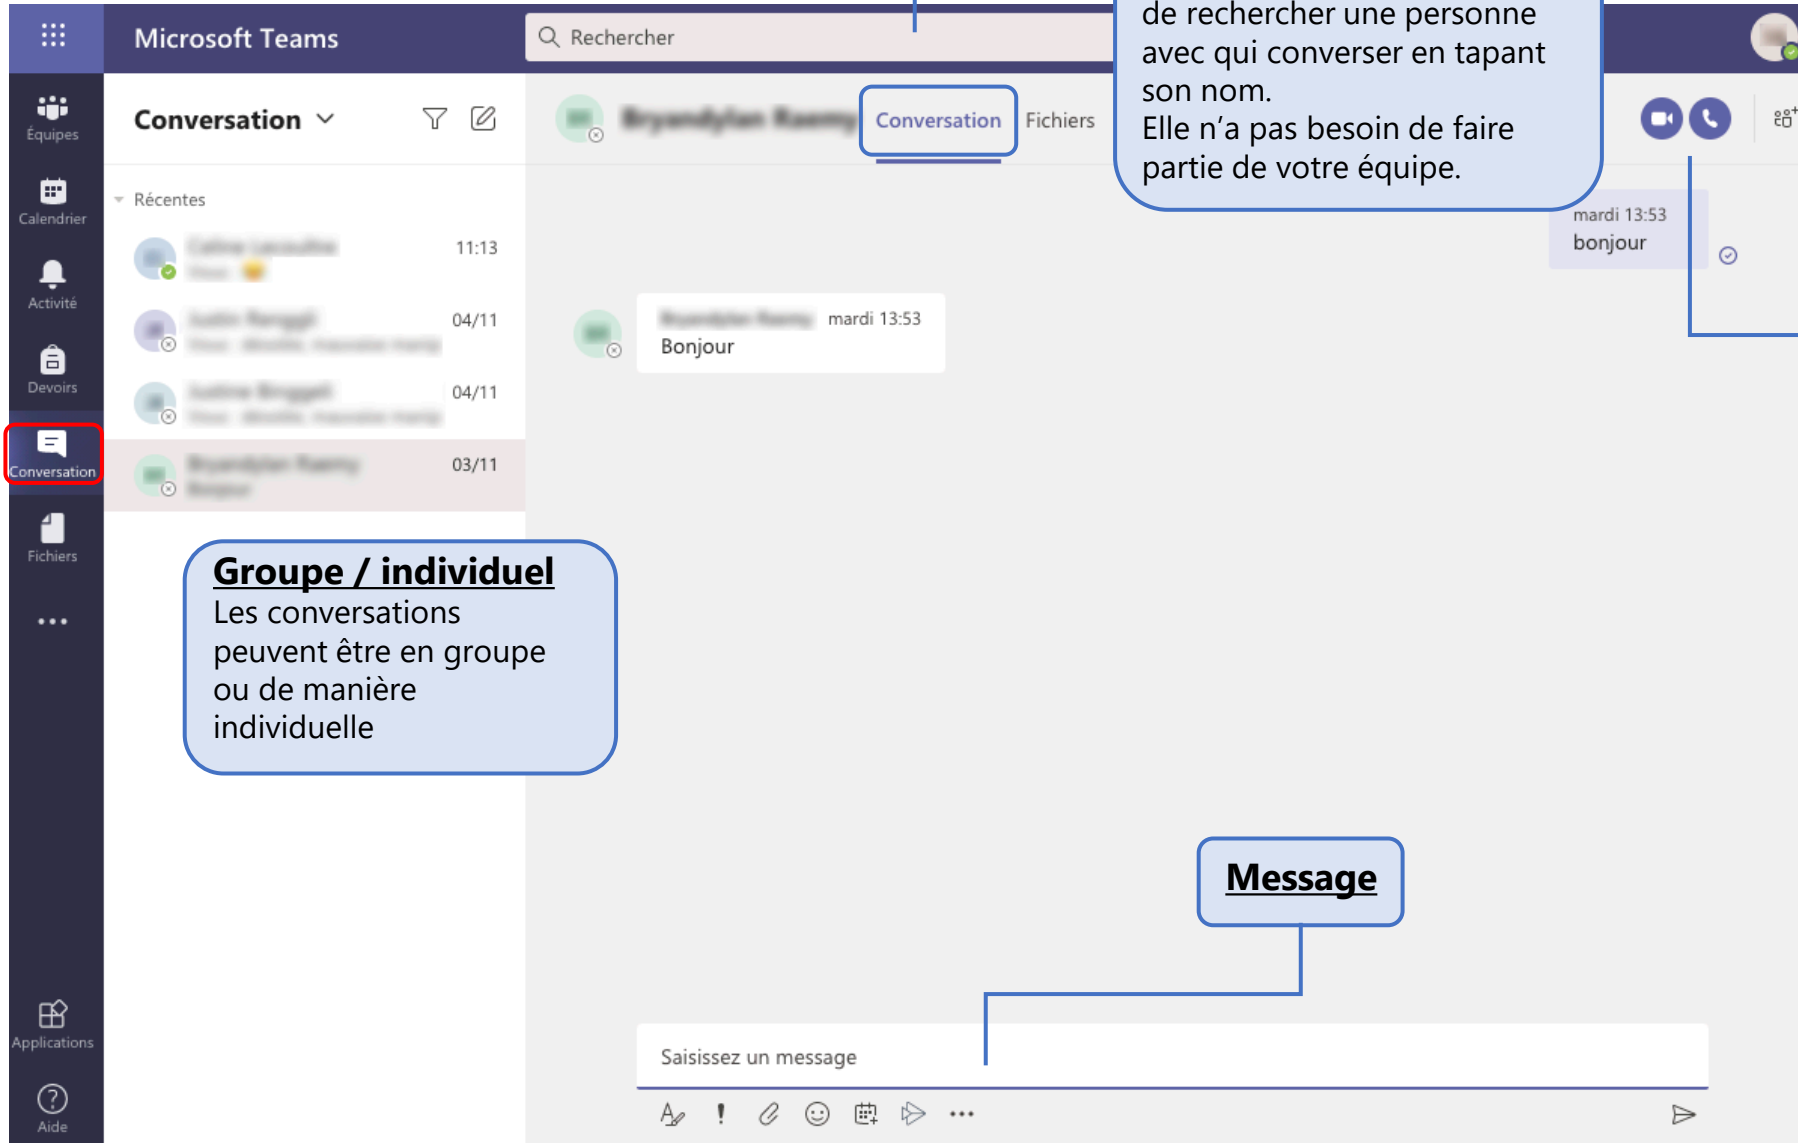 Microsoft Teams
Rechercher
de rechercher une personne
avec qui converser en tapant
son nom.
Elle n’a pas besoin de faire
partie de votre équipe.
Équipes
Calendrier
Activité
Devoirs
Conversation
Fichiers
Applications
Aide
Conversation
Récentes
11:13
04/11
04/11
03/11
Groupe / individuel
Les conversations
peuvent être en groupe
ou de manière
individuelle
Conversation Fichiers
mardi 13:53
bonjour
mardi 13:53
Bonjour
Message
Saisissez un message